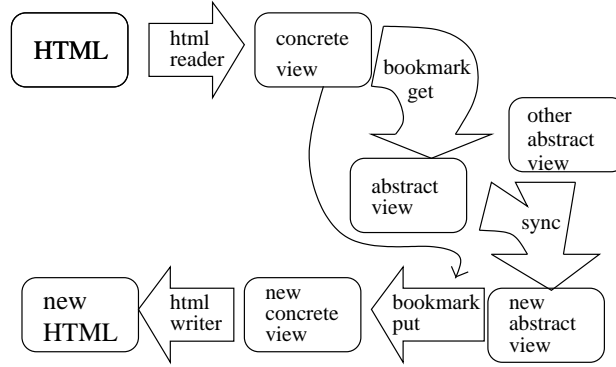 HTML
html
reader
concrete
view
bookmark
get
other
abstract
view
abstract
view
sync
new
HTML
html
writer
new
concrete
view
bookmark
put
new
abstract
view